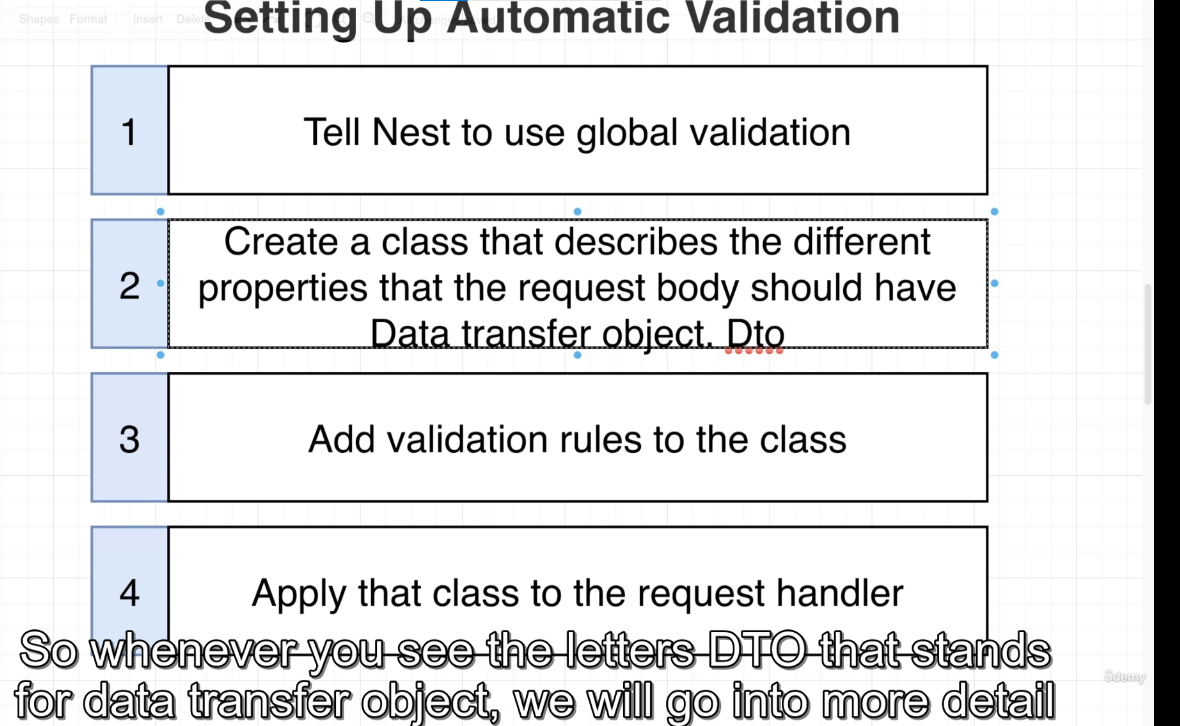 Shapes Format Insert Delete
Setting Up Automatic Validation
1
Tell Nest to use global validation
2
Create a class that describes the different
properties that the request body should have
Data transfer object. Dto
3
Add validation rules to the class
4
Apply that class to the request handler
So whenever you see the letters DTO that stands
for data transfer object, we will go into more detail
ûdemy